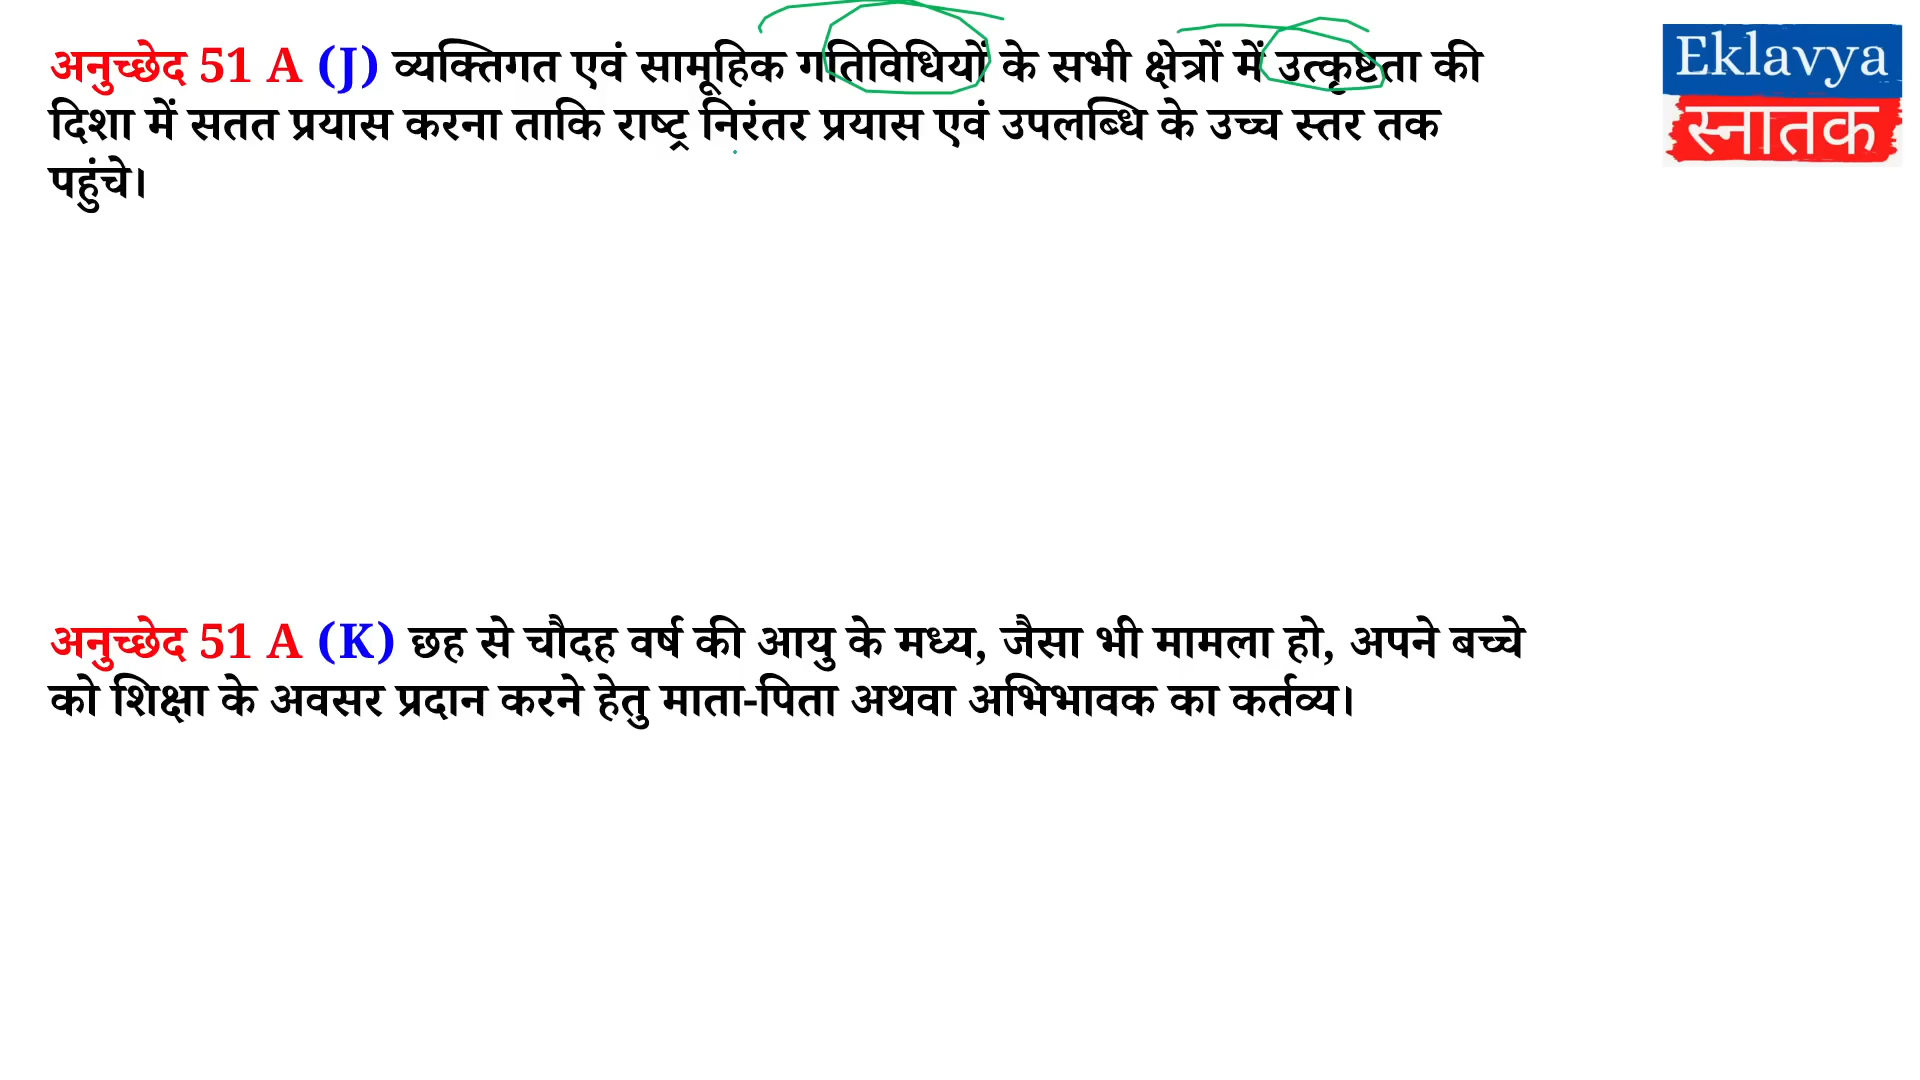 अनुच्छेद 51 A (J) व्यक्तिगत एवं सामूहिक गतिविधियों के सभी क्षेत्रों में उत्कृष्टता की
दिशा में सतत प्रयास करना ताकि राष्ट्र निरंतर प्रयास एवं उपलब्धि के उच्च स्तर तक
पहुंचे।
Eklavya
स्नातक
अनुच्छेद 51 A (K) छह से चौदह वर्ष की आयु के मध्य, जैसा भी मामला हो, अपने बच्चे
को शिक्षा के अवसर प्रदान करने हेतु माता-पिता अथवा अभिभावक का कर्तव्य।